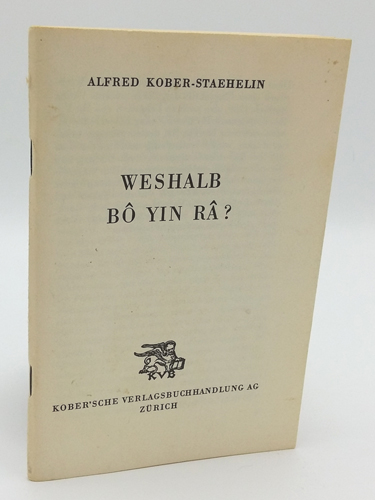 ALFRED KOBER-STAEHELIN
WESHALB
BÔ YIN RÂ?
KVB
KOBER'SCHE VERLAGSBUCHHANDLUNG AG
ZÜRICH